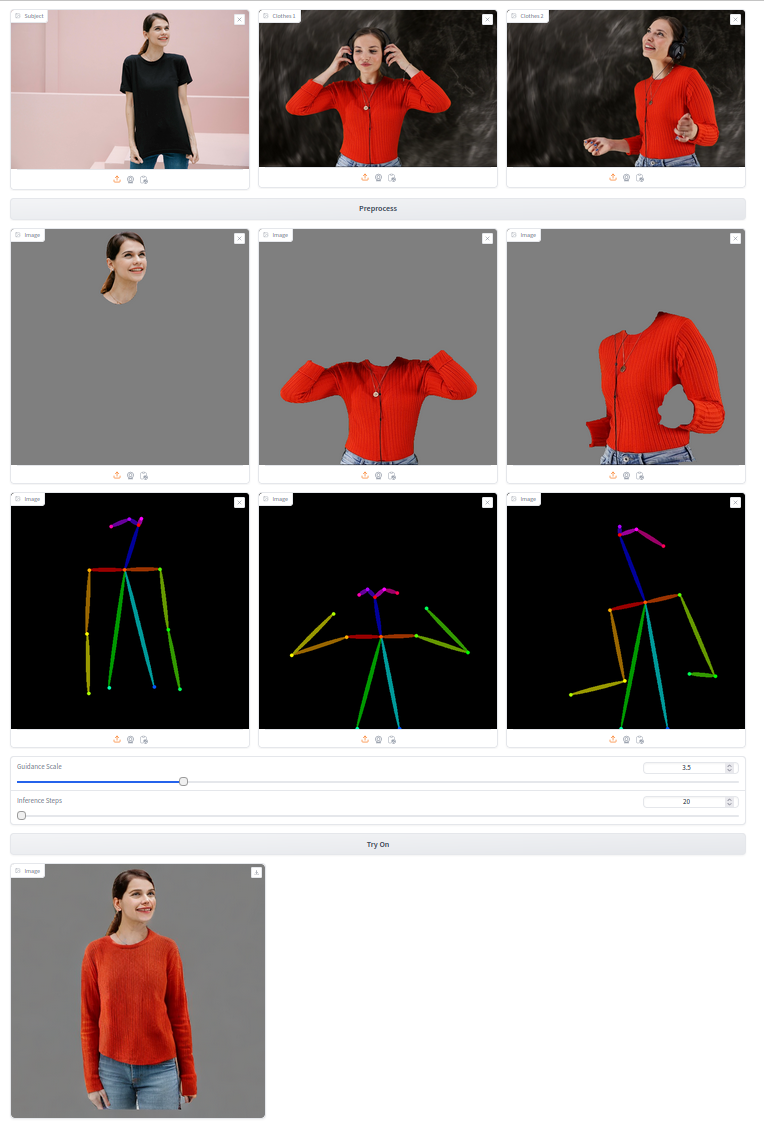 Subject
Clothes 1
Clothes 2
Preprocess
Image
Image
Image
Image
Image
Image
Guidance Scale
3.5
Inference Steps
20
Try On
Image